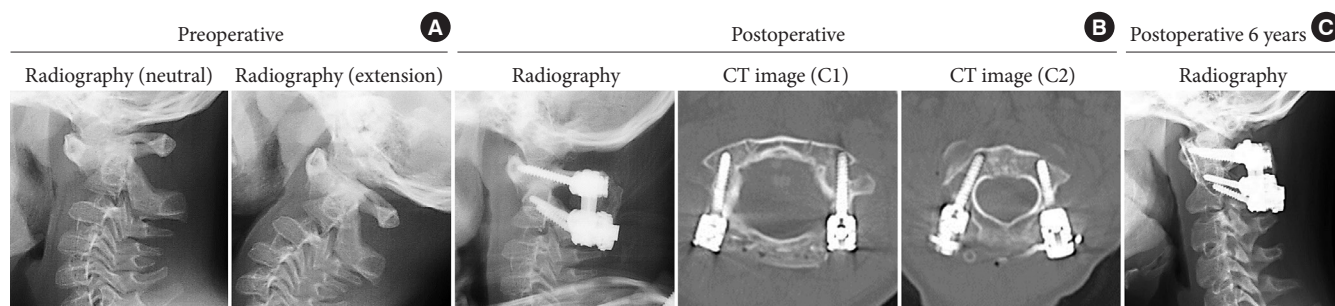 Preoperative A
Postoperative B
Postoperative 6 years C
Radiography (neutral)
Radiography (extension)
Radiography
CT image (C1)
CT image (C2)
Radiography